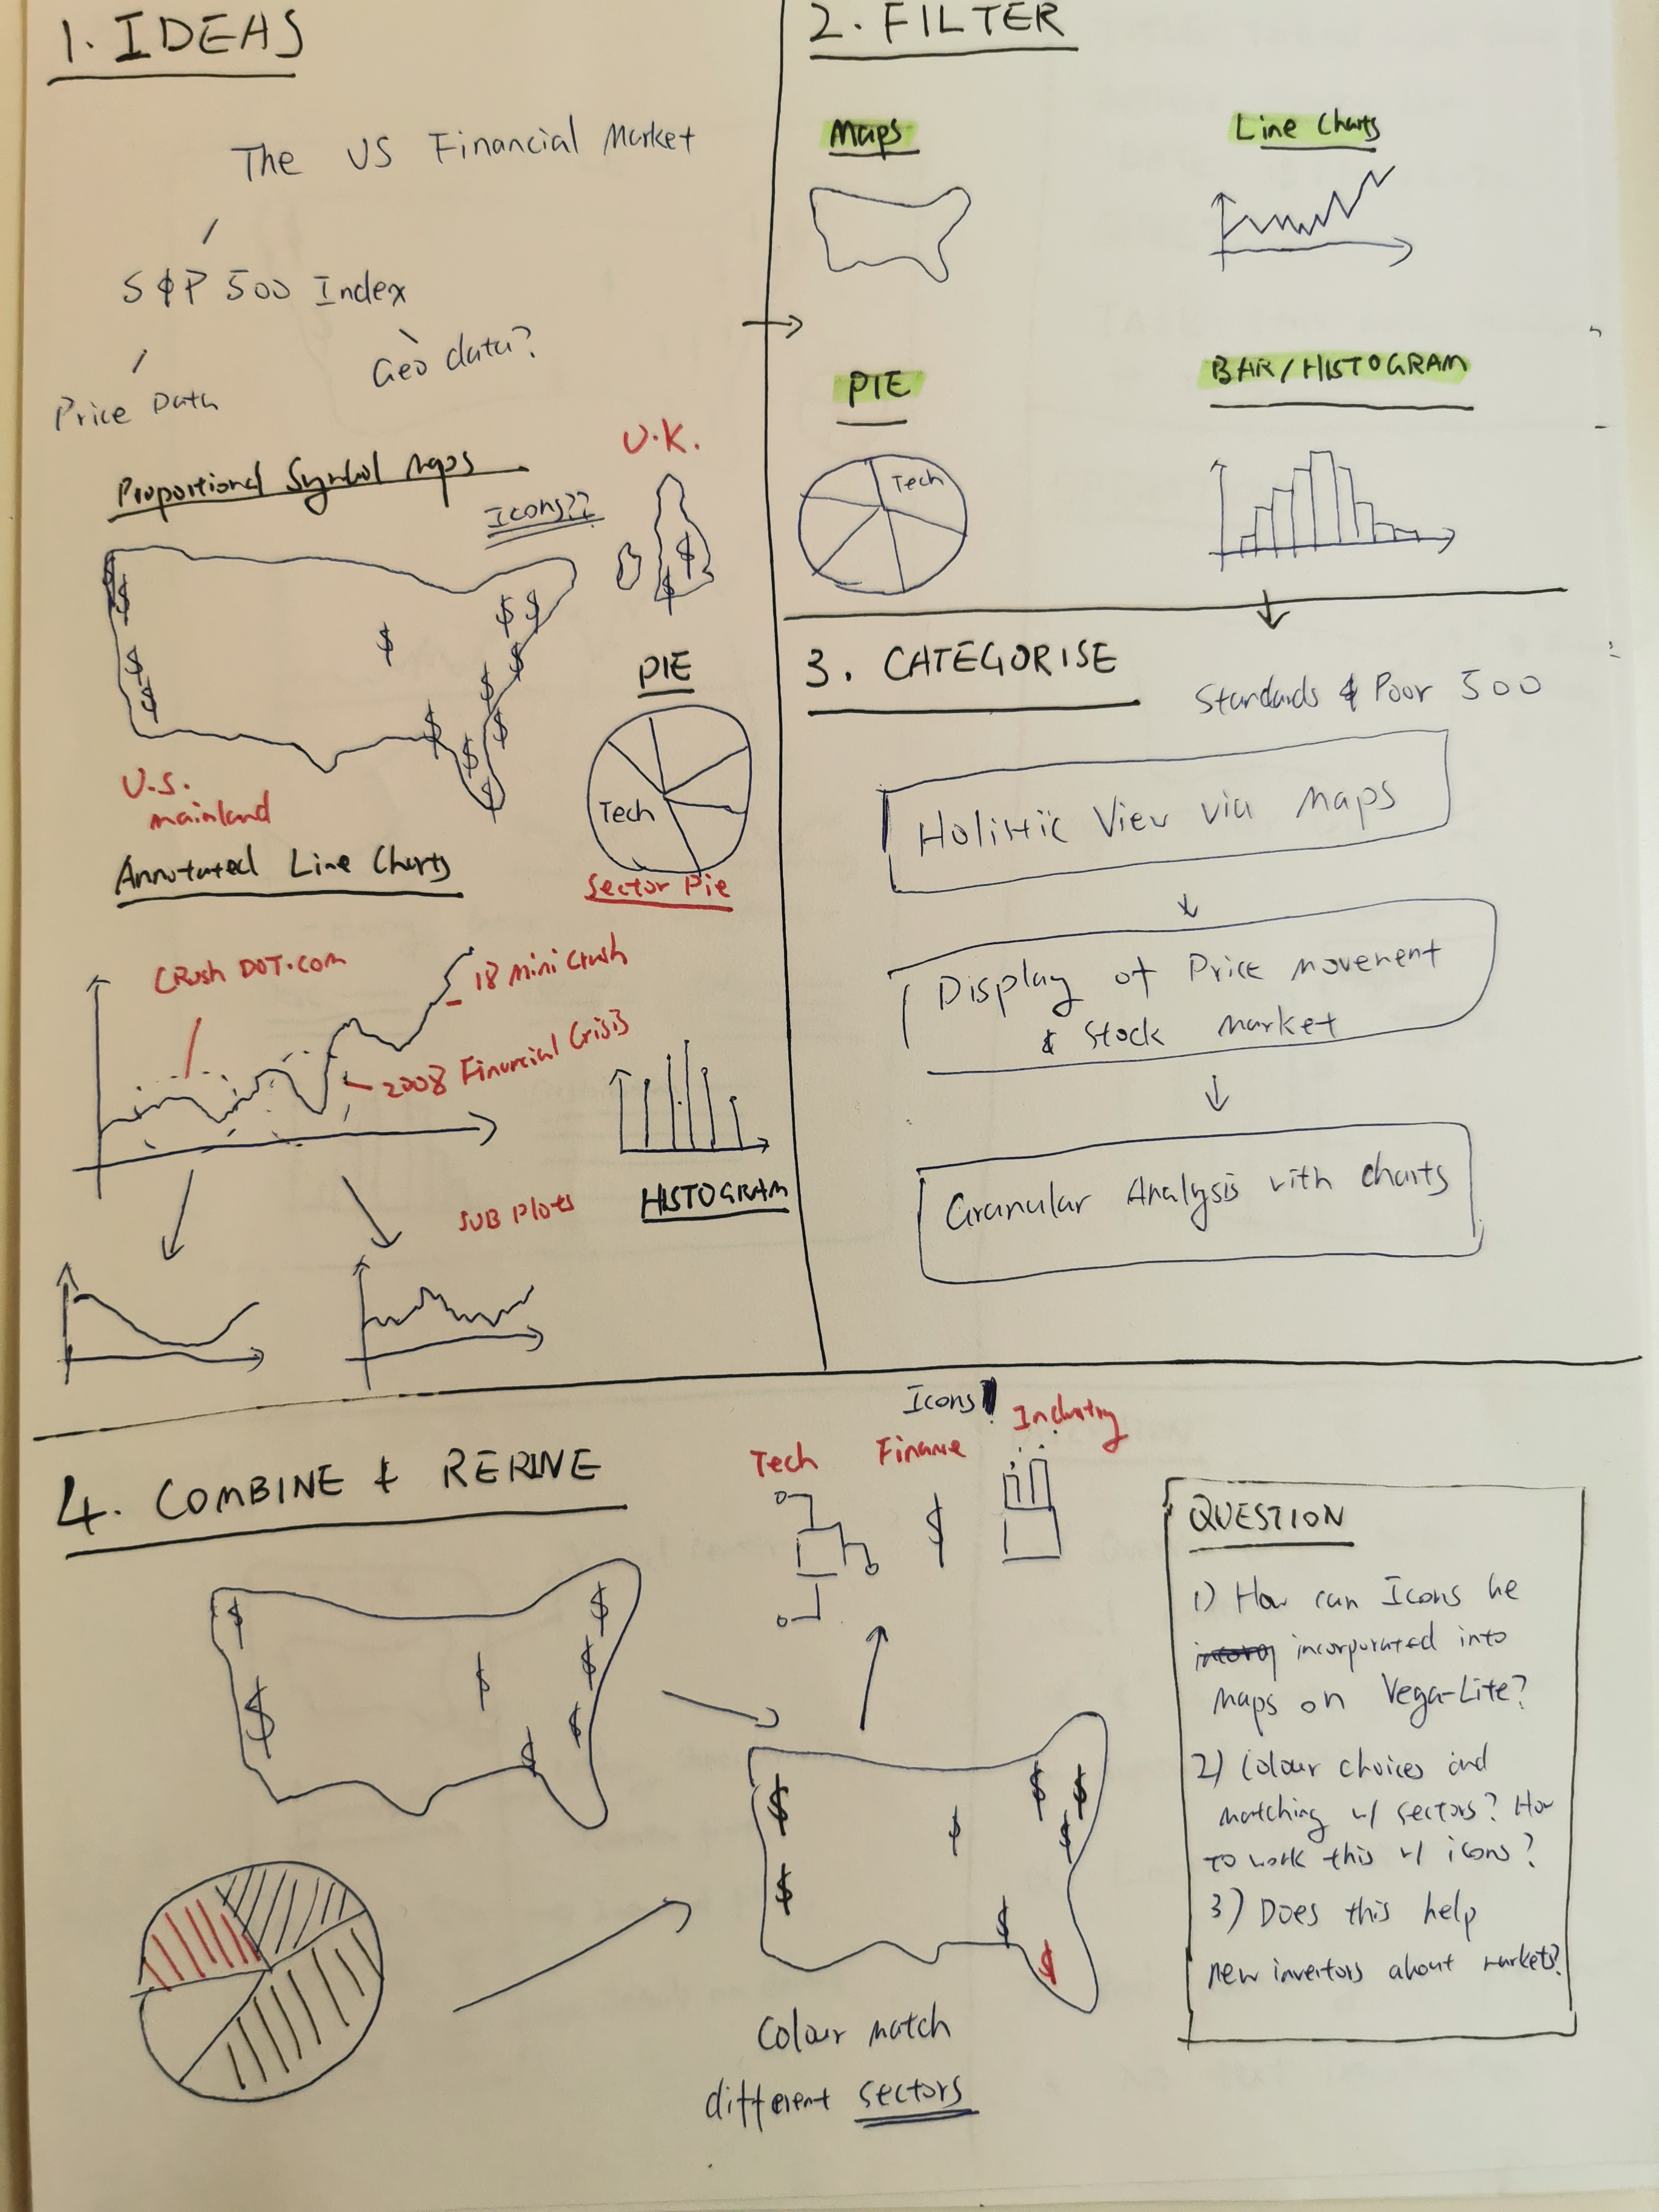 1. IDEAS
The US Financial Market
S&P 500 Index
Geo data?
Price Data
U.K.
Proportional Symbol Maps
Icons??
$ $
$ $ $ $ $ $ $ $ $ $ $ $
PIE
Tech
Sector Pie
U.S.
mainland
Annotated Line Charts
Crash DOT.com
18 mini Crash
2008 Financial Crisis
SUB Plots
HISTOGRAM
2. FILTER
Maps
Line Charts
PIE
BAR/HISTOGRAM
Tech
3. CATEGORISE
Standards & Poor 500
Holistic View via Maps
Display of Price movement
& Stock market
Granular Analysis with charts
4. COMBINE & RERINE
Icons!
Tech Finance Industry
$
$ $ $ $ $ $ $
$ $ $ $ $ $ $ $
Colour match
different sectors
QUESTION
1) How can Icons be
incorporated into
Maps on Vega-Lite?
2) Colour choices and
matching w/ sectors? How
to work this w/ icons?
3) Does this help
new investors about markets?